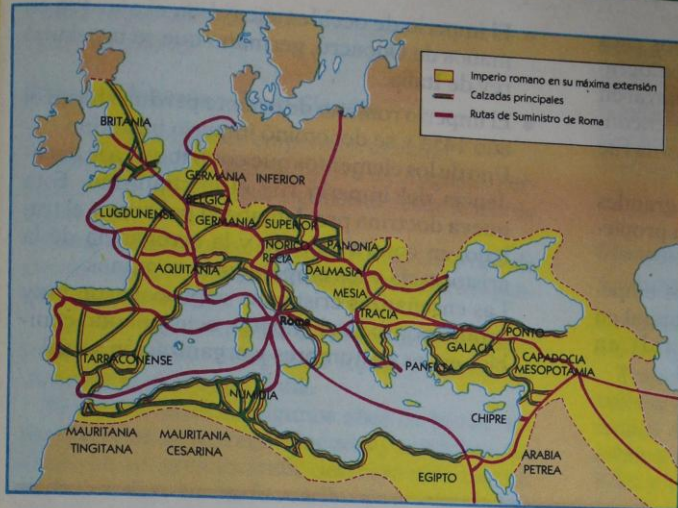 Imperio romano en su máxima extensión
Calzadas principales
Rutas de Suministro de Roma
BRITANIA
GERMANIA INFERIOR
BELGICA
LUGDUNENSE
GERMANIA SUPERIOR
NORICO
RECIA
PANONIA
AQUITANIA
DALMASIA
MESIA
Roma
TRACIA
PONTO
GALACIA
CAPADOCIA
MESOPOTAMIA
TARRACONENSE
PANFILIA
NUMIDIA
CHIPRE
MAURITANIA
TINGITANA
MAURITANIA
CESARINA
ARABIA
PETREA
EGIPTO